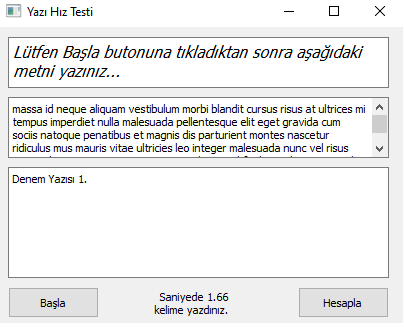 Yazı Hız Testi
Lütfen Başla butonuna tıkladıktan sonra aşağıdaki
metni yazınız...
massa id neque aliquam vestibulum morbi blandit cursus risus at ultrices mi
tempus imperdiet nulla malesuada pellentesque elit eget gravida cum
sociis natoque penatibus et magnis dis parturient montes nascetur
ridiculus mus mauris vitae ultricies leo integer malesuada nunc vel risus
Denem Yazısı 1.
Başla
Saniyede 1.66
kelime yazdınız.
Hesapla